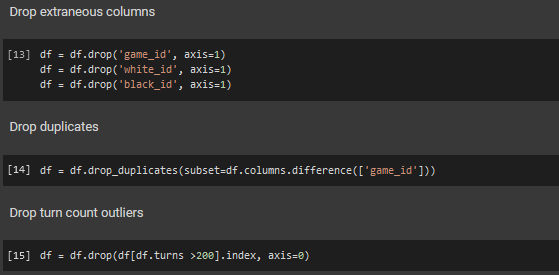 Drop extraneous columns
[13] df = df.drop('game_id', axis=1)
df = df.drop('white_id', axis=1)
df = df.drop('black_id', axis=1)
Drop duplicates
[14] df = df.drop_duplicates(subset=df.columns.difference(['game_id']))
Drop turn count outliers
[15] df = df.drop(df[df.turns >200].index, axis=0)